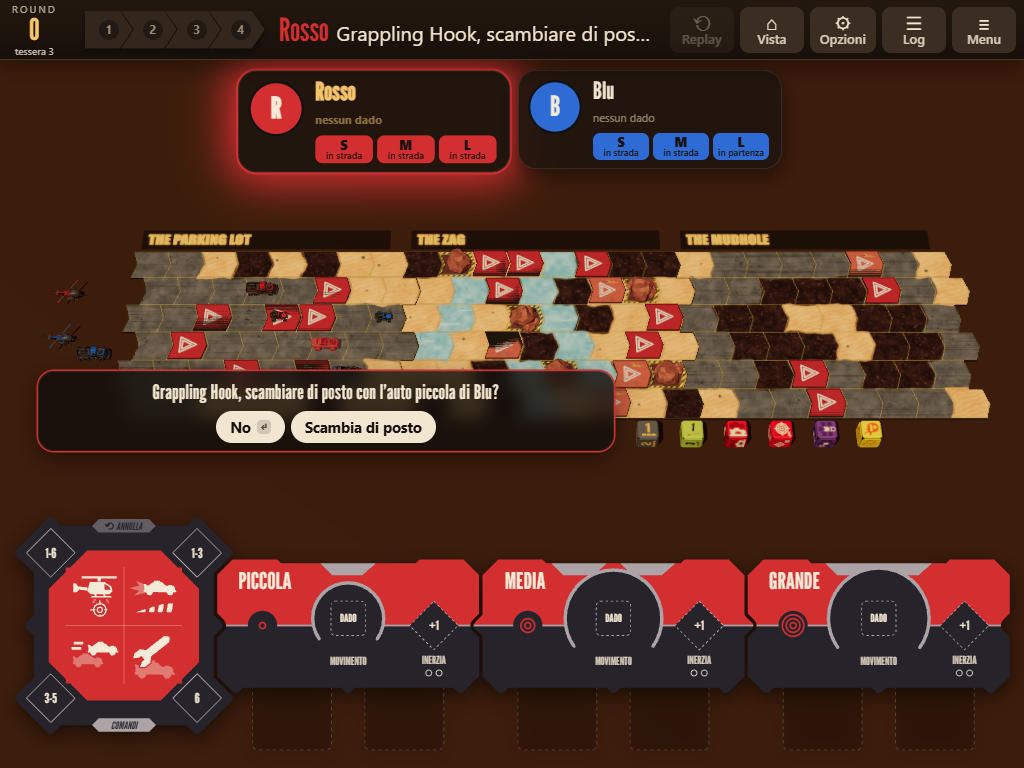 ROUND
0
tessera 3
1 2 3 4
Rosso Grappling Hook, scambiare di pos...
Replay
Vista
Opzioni
Log
Menu
R
Rosso
nessun dado
S
in strada
M
in strada
L
in strada
B
Blu
nessun dado
S
in strada
M
in strada
L
in partenza
THE PARKING LOT
THE ZAG
THE MUDHOLE
Grappling Hook, scambiare di posto con l'auto piccola di Blu?
No
Scambia di posto
ANNULLA
1-6
1-3
3-5
6
COMANDI
PICCOLA
DADO
+1
MOVIMENTO
INERZIA
MEDIA
DADO
+1
MOVIMENTO
INERZIA
GRANDE
DADO
+1
MOVIMENTO
INERZIA